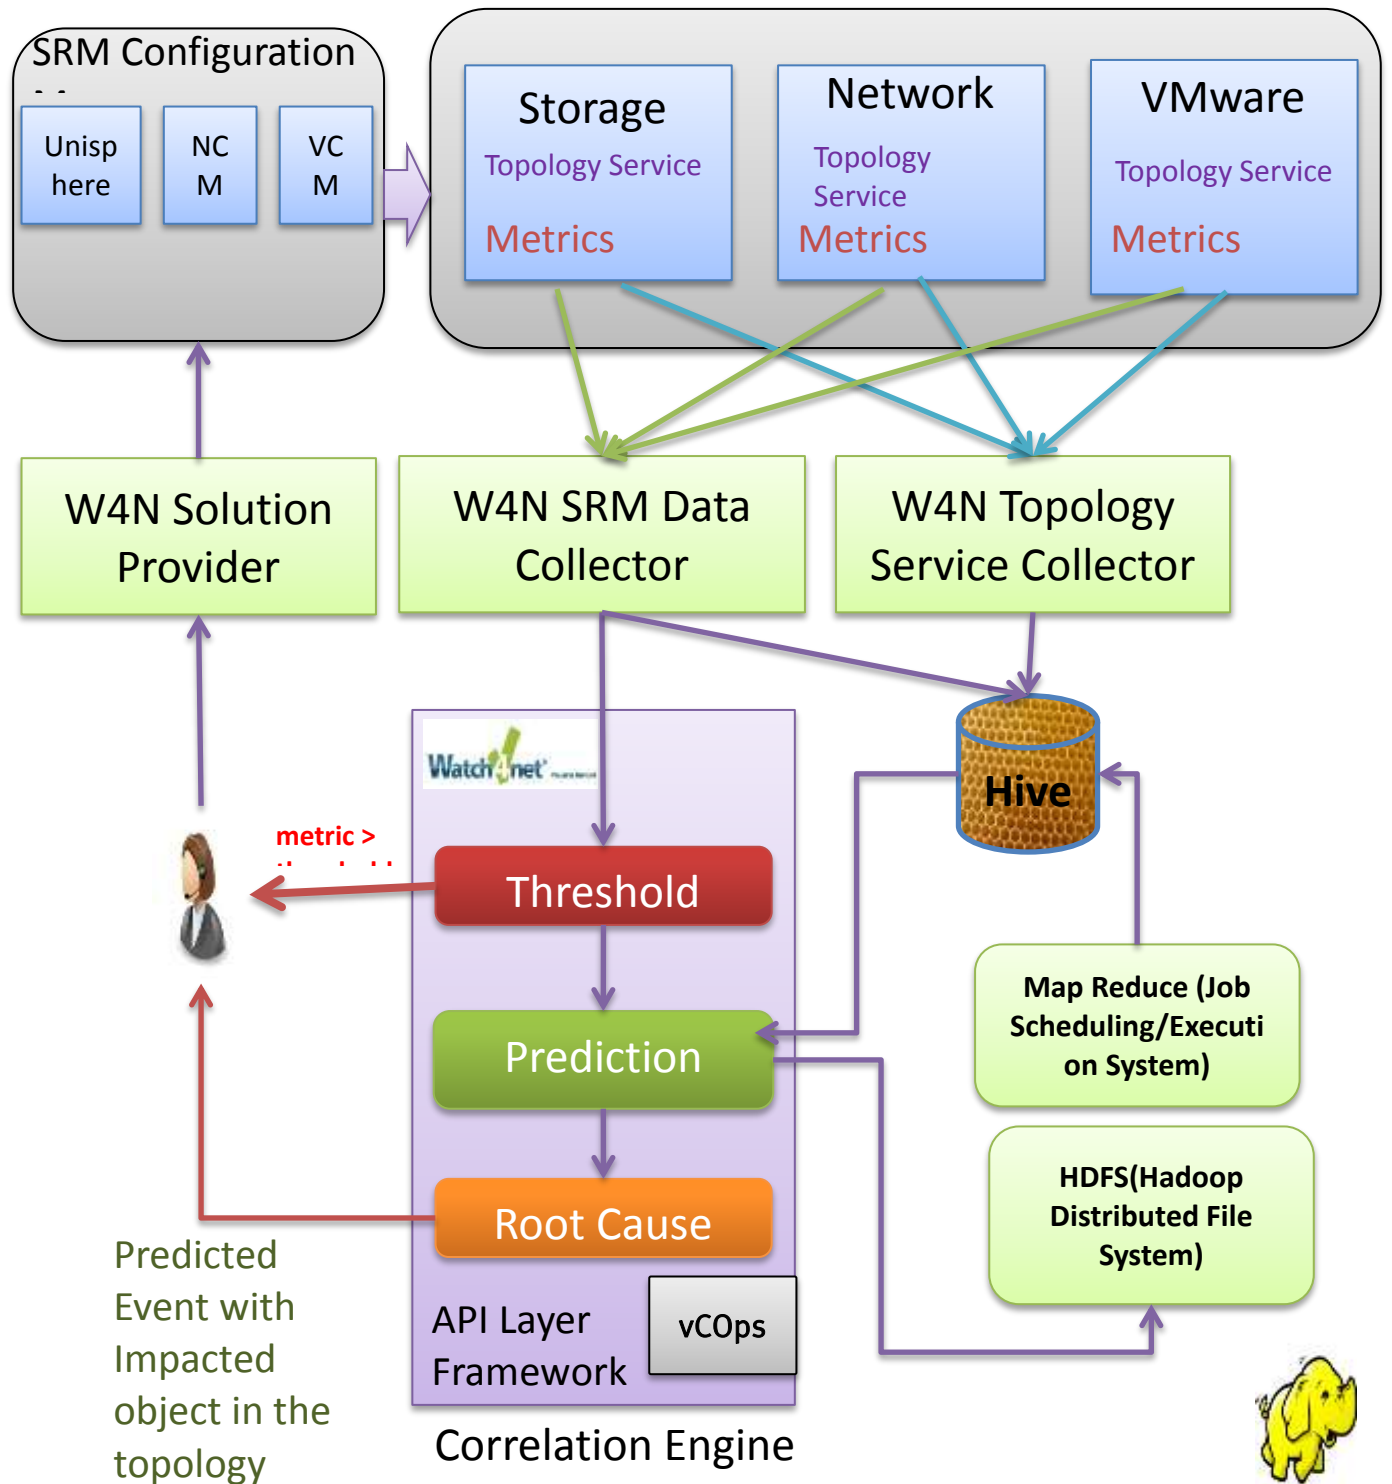 SRM Configuration
Unisp
here
NC
M
VC
M
Storage
Topology Service
Metrics
Network
Topology
Service
Metrics
VMware
Topology Service
Metrics
W4N Solution
Provider
W4N SRM Data
Collector
W4N Topology
Service Collector
Watch4net
Hive
metric >
Threshold
Prediction
Root Cause
Map Reduce (Job
Scheduling/Executi
on System)
HDFS(Hadoop
Distributed File
System)
Predicted
Event with
Impacted
object in the
topology
API Layer
Framework
vCOps
Correlation Engine